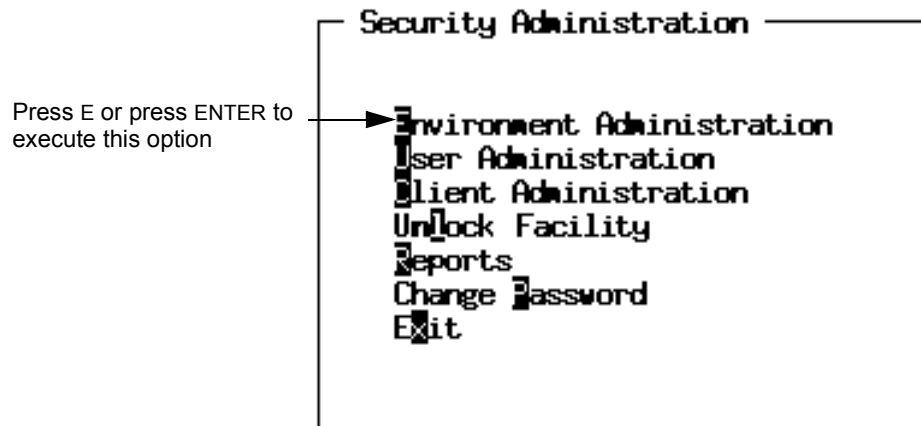 Security Administration
Press E or press ENTER to
execute this option
Environment Administration
User Administration
Client Administration
Unlock Facility
Reports
Change Password
Exit